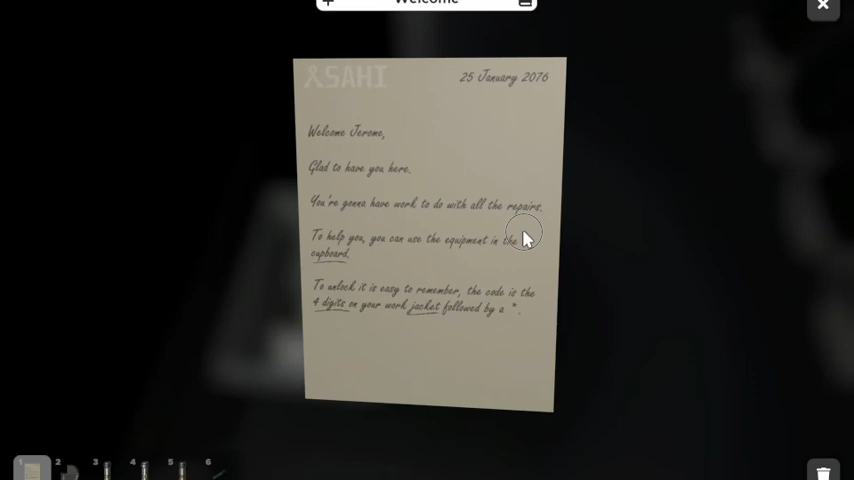 Welcome
ASAHI
25 January 2076
Welcome Jerome,
Glad to have you here.
You're gonna have work to do with all the repairs.
To help you, you can use the equipment in the
cupboard.
To unlock it is easy to remember, the code is the
4 digits on your work jacket followed by a *.
1 2 3 4 5 6